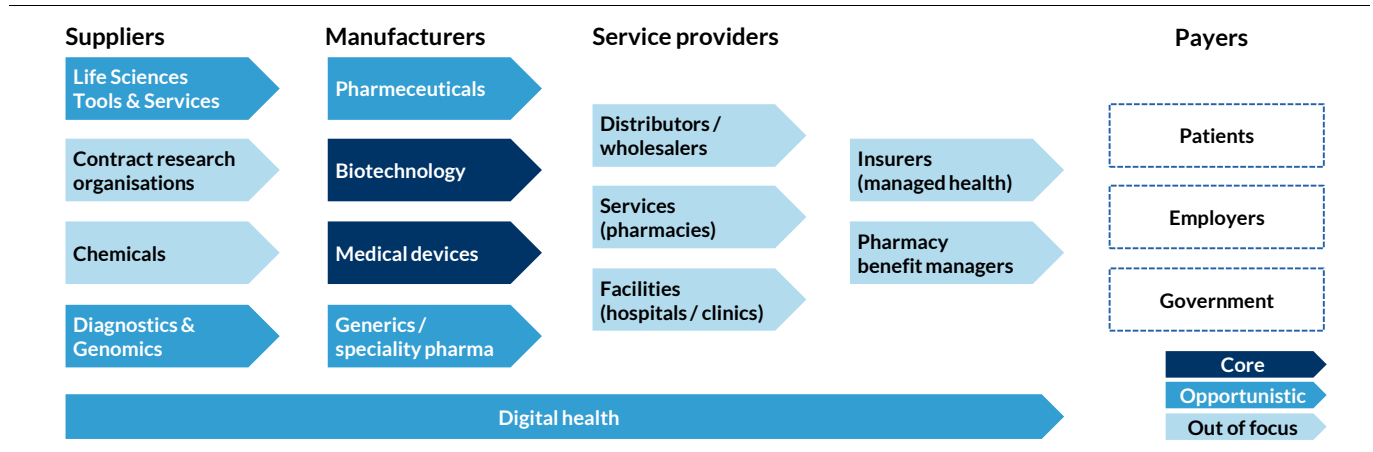 Suppliers
Life Sciences
Tools & Services
Contract research
organisations
Chemicals
Diagnostics &
Genomics
Manufacturers
Pharmeceuticals
Biotechnology
Medical devices
Generics /
speciality pharma
Service providers
Distributors /
wholesalers
Services
(pharmacies)
Facilities
(hospitals / clinics)
Insurers
(managed health)
Pharmacy
benefit managers
Payers
Patients
Employers
Government
Digital health
Core
Opportunistic
Out of focus